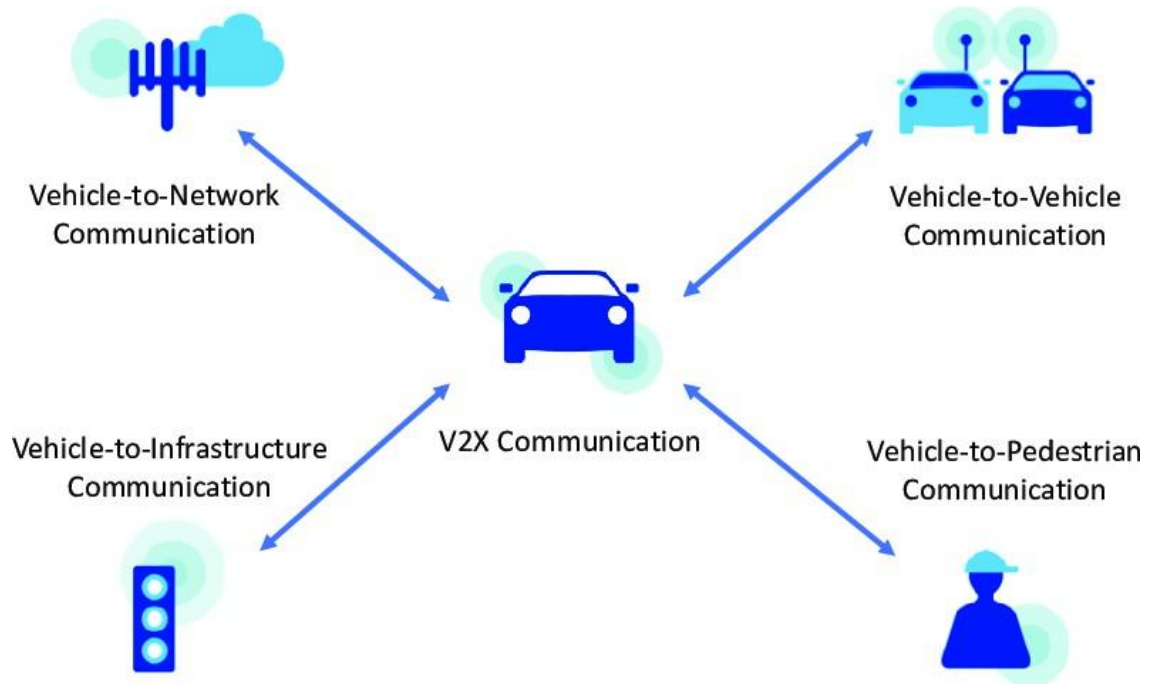 Vehicle-to-Network
Communication
Vehicle-to-Vehicle
Communication
V2X Communication
Vehicle-to-Infrastructure
Communication
Vehicle-to-Pedestrian
Communication